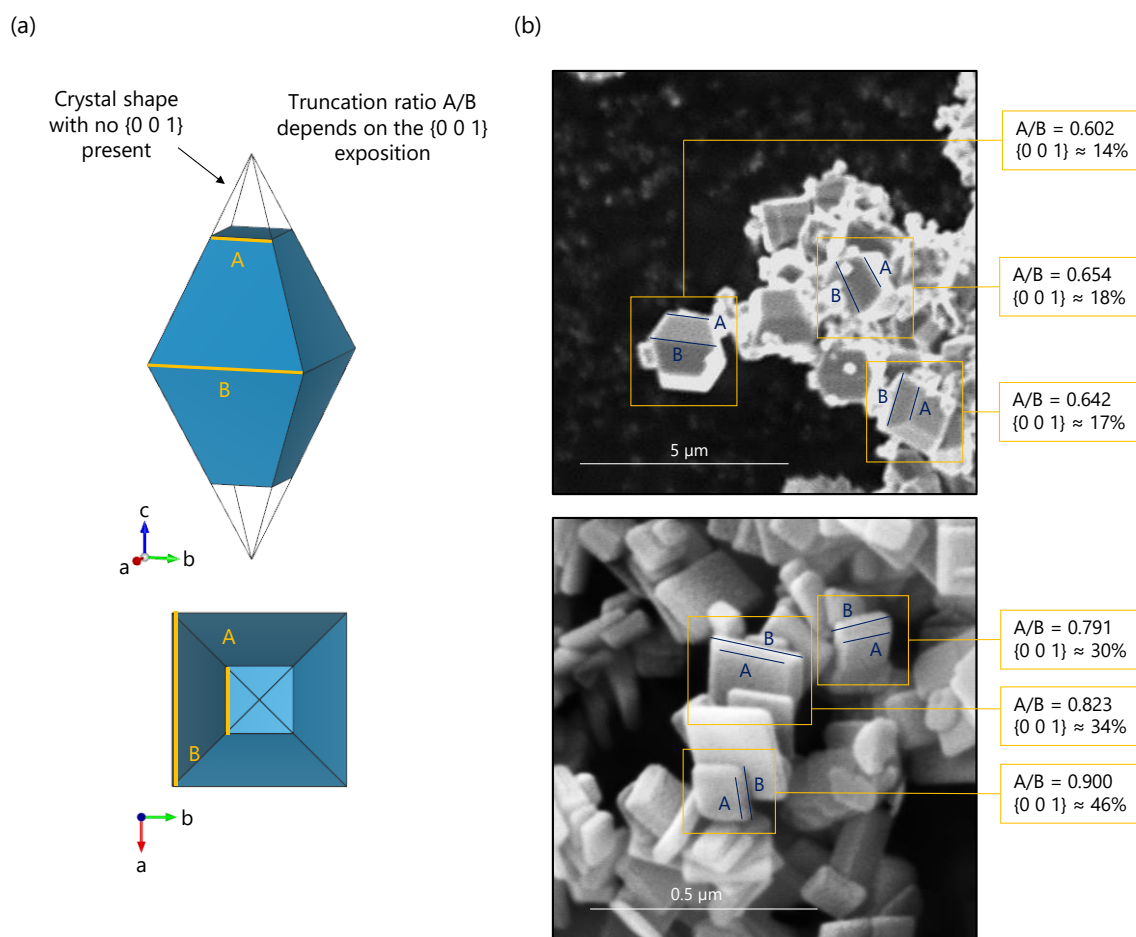 (a)
Crystal shape
with no {0 0 1}
present
Truncation ratio A/B
depends on the {0 0 1}
exposition
A
B
c
b
a
A
B
b
a
(b)
A
B
A
B
B
A
5 µm
A/B = 0.602
{0 0 1} ≈ 14%
A/B = 0.654
{0 0 1} ≈ 18%
A/B = 0.642
{0 0 1} ≈ 17%
B
A
B
A
B
A
0.5 µm
A/B = 0.791
{0 0 1} ≈ 30%
A/B = 0.823
{0 0 1} ≈ 34%
A/B = 0.900
{0 0 1} ≈ 46%